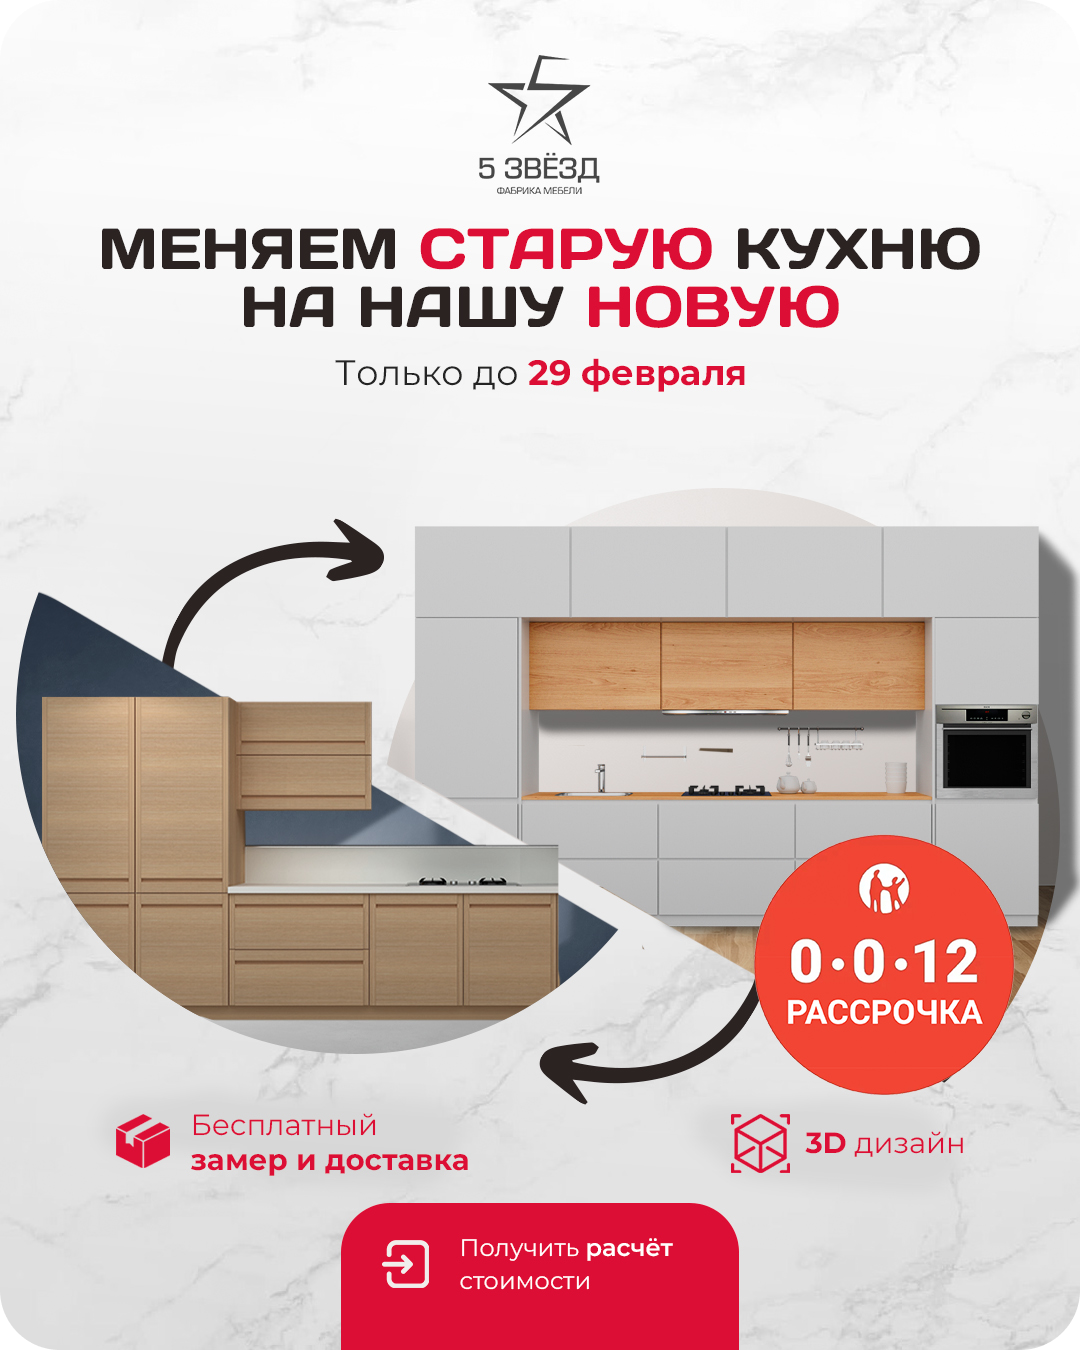 5 ЗВЁЗД
ФАБРИКА МЕБЕЛИ
МЕНЯЕМ СТАРУЮ КУХНЮ
НА НАШУ НОВУЮ
Только до 29 февраля
0·0·12
РАССРОЧКА
Бесплатный
замер и доставка
3D дизайн
Получить расчёт
стоимости